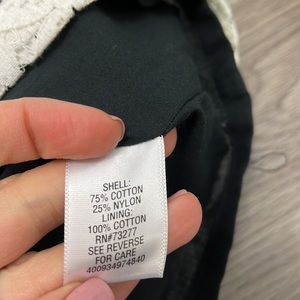 SHELL:
75% COTTON
25% NYLON
LINING:
100% COTTON
RN#73277
SEE REVERSE
FOR CARE
400934974840